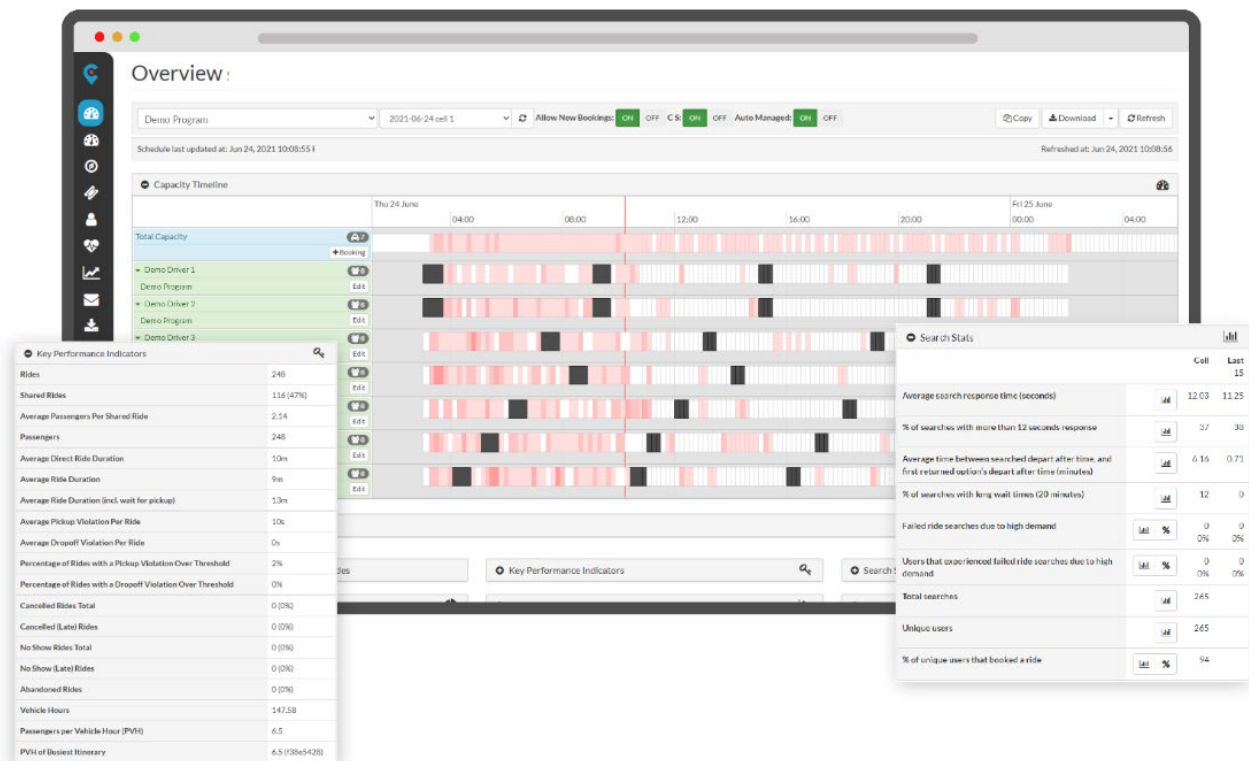 Overview
Demo Program
2021-06-24 cell 1
Allow New Bookings: ON OFF C S: ON OFF Auto Managed: ON OFF
Copy
Download
Refresh
Schedule last updated at: Jun 24, 2021 10:08:55
Refreshed at: Jun 24, 2021 10:08:56
Capacity Timeline
Thu 24 June
Fri 25 June
04:00 08:00 12:00 16:00 20:00 00:00 04:00
Total Capacity
7
+Booking
Demo Driver 1
8
Demo Program
Edit
Demo Driver 2
8
Demo Program
Edit
Demo Driver 3
8
Edit
8
Edit
8
Edit
8
Edit
8
Edit
Key Performance Indicators
Rides 248
Shared Rides 116 (47%)
Average Passengers Per Shared Ride 2.14
Passengers 248
Average Direct Ride Duration 10m
Average Ride Duration 9m
Average Ride Duration (incl. wait for pickup) 13m
Average Pickup Violation Per Ride 10s
Average Dropoff Violation Per Ride 0s
Percentage of Rides with a Pickup Violation Over Threshold 2%
Percentage of Rides with a Dropoff Violation Over Threshold 0%
Cancelled Rides Total 0 (0%)
Cancelled (Late) Rides 0 (0%)
No Show Rides Total 0 (0%)
No Show (Late) Rides 0 (0%)
Abandoned Rides 0 (0%)
Vehicle Hours 147.58
Passengers per Vehicle Hour (PVH) 6.5
PVH of Busiest Itinerary 6.5 (f38e5428)
Key Performance Indicators
Search
Search Stats
Cell Last
15
Average search response time (seconds) 12.03 11.25
% of searches with more than 12 seconds response 37 38
Average time between searched depart after time, and
first returned option's depart after time (minutes) 6.16 0.71
% of searches with long wait times (20 minutes) 12 0
Failed ride searches due to high demand % 0 0
0% 0%
Users that experienced failed ride searches due to high
demand % 0 0
0% 0%
Total searches 265
Unique users 265
% of unique users that booked a ride % 94